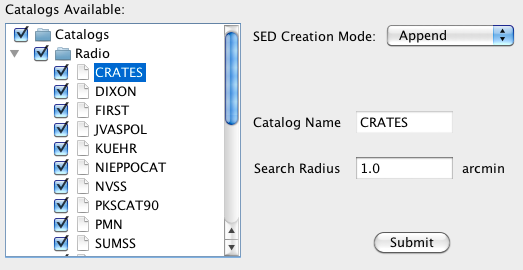 Catalogs Available:
Catalogs
Radio
CRATES
DIXON
FIRST
JVASPOL
KUEHR
NIEPPOCAT
NVSS
PKSCAT90
PMN
SUMSS
SED Creation Mode: Append
Catalog Name CRATES
Search Radius 1.0 arcmin
Submit